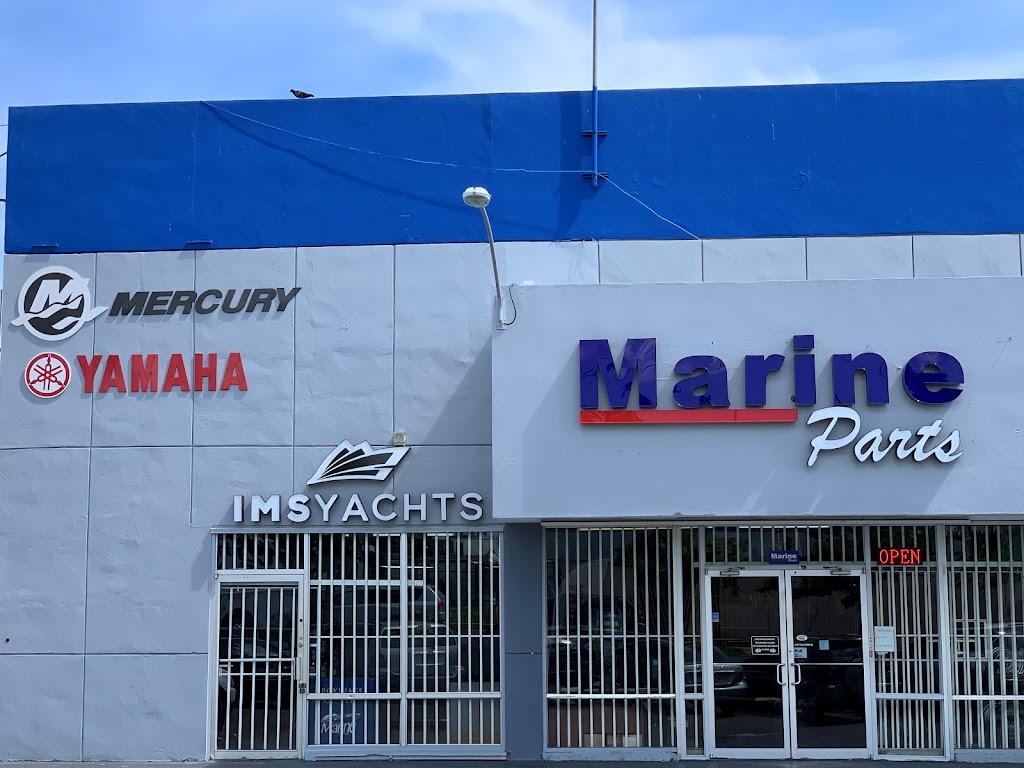 MERCURY
YAMAHA
Marine
Parts
IMSYACHTS
Marine
OPEN